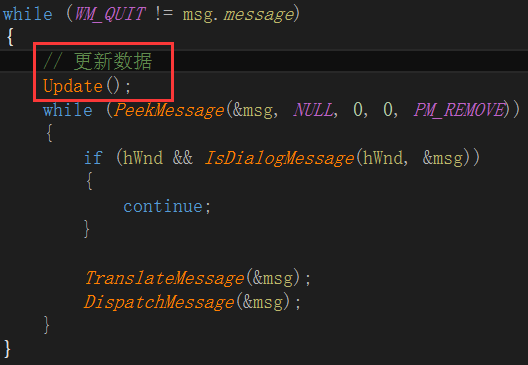 while (WM_QUIT != msg.message)
{
// 更新数据
Update();
while (PeekMessage(&msg, NULL, 0, 0, PM_REMOVE))
{
if (hWnd && IsDialogMessage(hWnd, &msg))
{
continue;
}
TranslateMessage(&msg);
DispatchMessage(&msg);
}
}